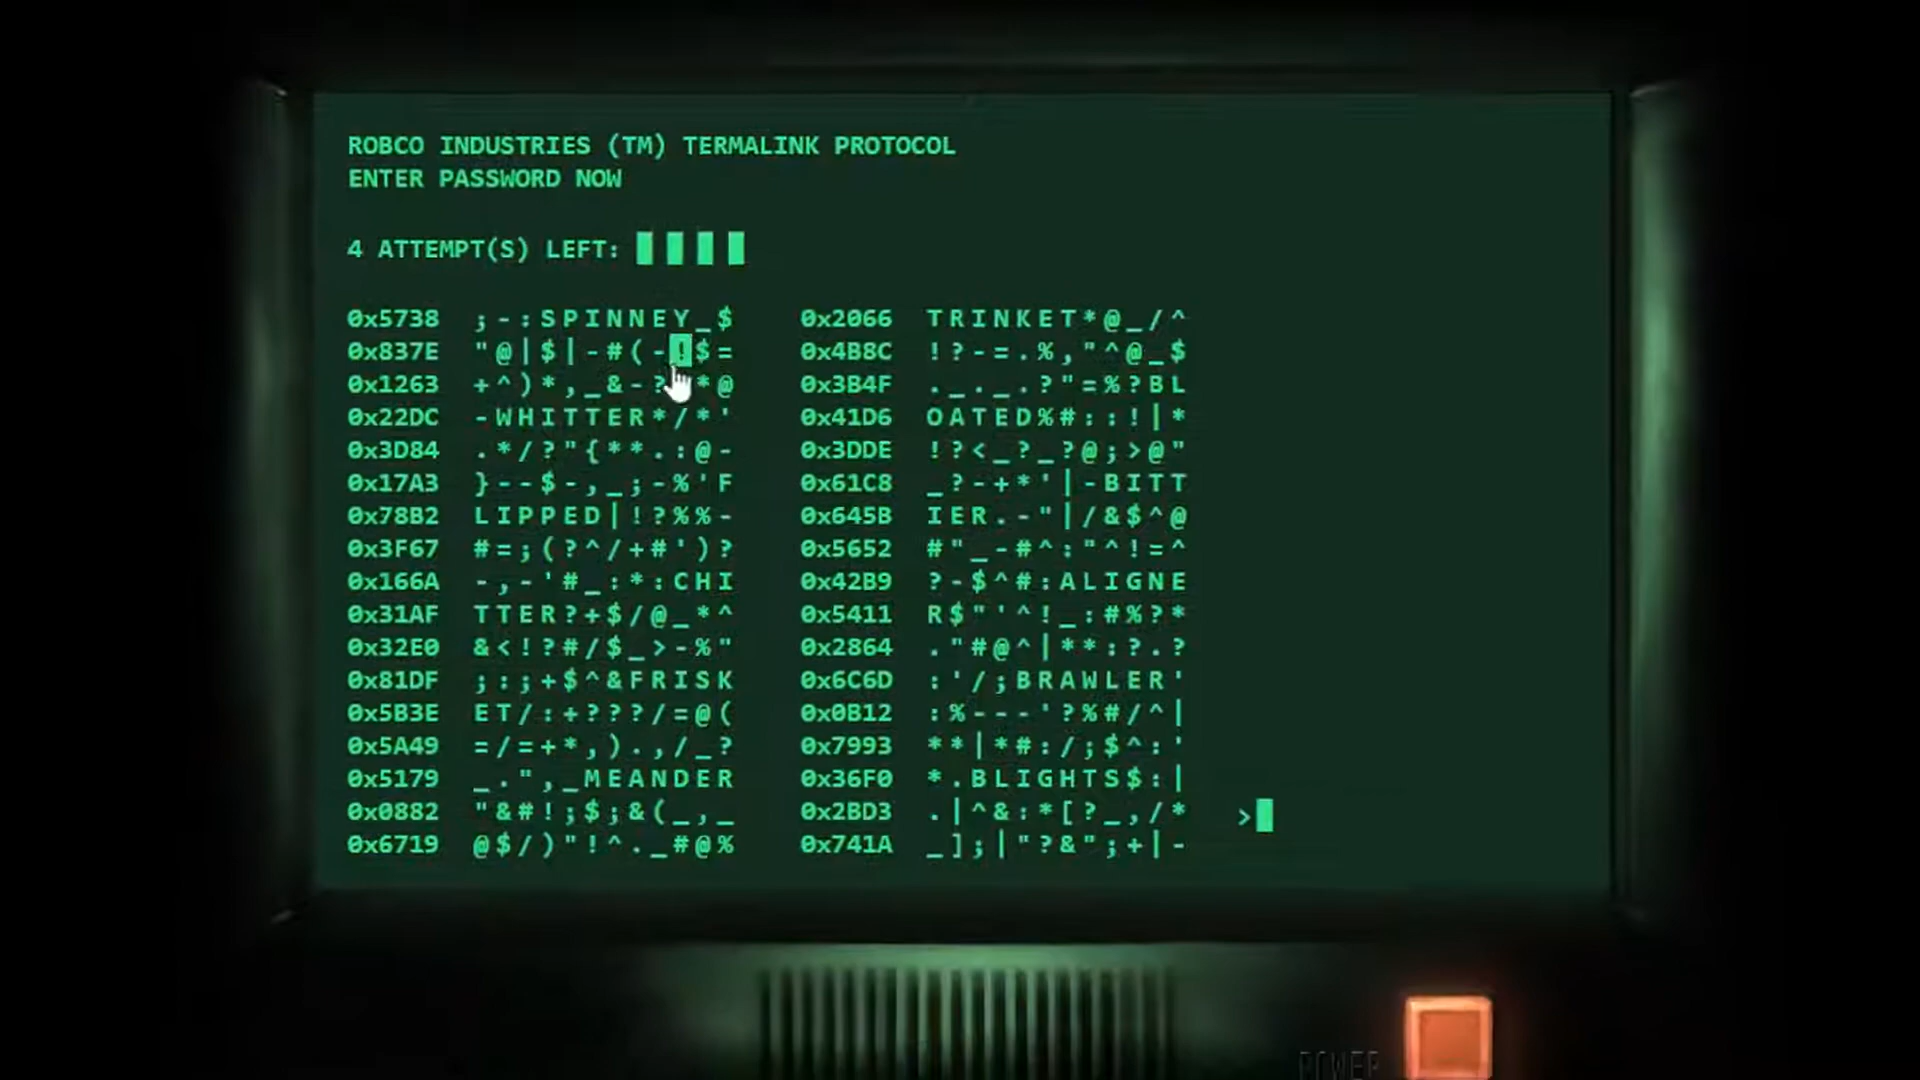 ROBCO INDUSTRIES (TM) TERMALINK PROTOCOL
ENTER PASSWORD NOW
4 ATTEMPT(S) LEFT:
0x5738 ;-:SPINNEY_$
0x837E "@|$|-#(-!$=
0x1263 +^)*,_&-? *@
0x22DC -WHITTER*/*'
0x3D84 .*/?"{**.:@-
0x17A3 }--$-,_;-%'F
0x78B2 LIPPED|!?%%-
0x3F67 #=;(?^/+#')?
0x166A -,-'#_:*:CHI
0x31AF TTER?+$/@_*^
0x32E0 &<!?#/$_>-%"
0x81DF ;:;+$^&FRISK
0x5B3E ET/:+???/=@(
0x5A49 =/=+*,).,/_?
0x5179 _.",_MEANDER
0x0882 "&#!;$;&(_,_
0x6719 @$/)"!^._#@%
0x2066 TRINKET*@_/^
0x4B8C !?-=.%,"^@_$
0x3B4F ._._.?"=%?BL
0x41D6 OATED%#::!|*
0x3DDE !?<_?_?@;>@"
0x61C8 _?-+*'|-BITT
0x645B IER.-"|/&$^@
0x5652 #"_-#^:"^!=^
0x42B9 ?-$^#:ALIGNE
0x5411 R$"'^!_:#%?*
0x2864 ."#@^|**:?.?
0x6C6D :'/;BRAWLER'
0x0B12 :%---'?%#/^|
0x7993 **|*#:/;$^:'
0x36F0 *.BLIGHTS$:|
0x2BD3 .|^&:*[?_,/*
0x741A _];|"?&";+|-
>
POWER